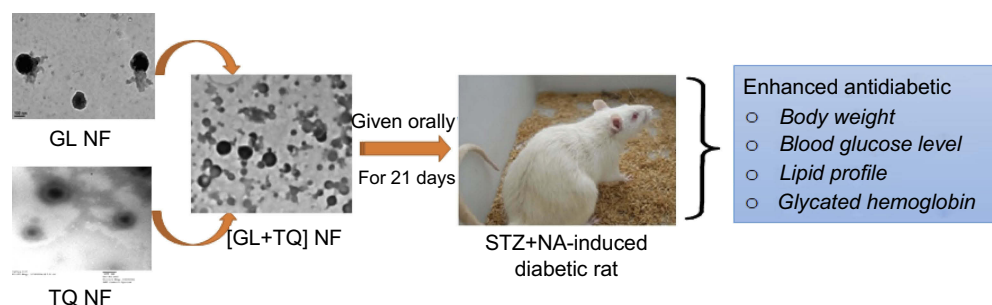 GL NF
TQ NF
[GL+TQ] NF
Given orally
For 21 days
STZ+NA-induced
diabetic rat
Enhanced antidiabetic
o Body weight
o Blood glucose level
o Lipid profile
o Glycated hemoglobin